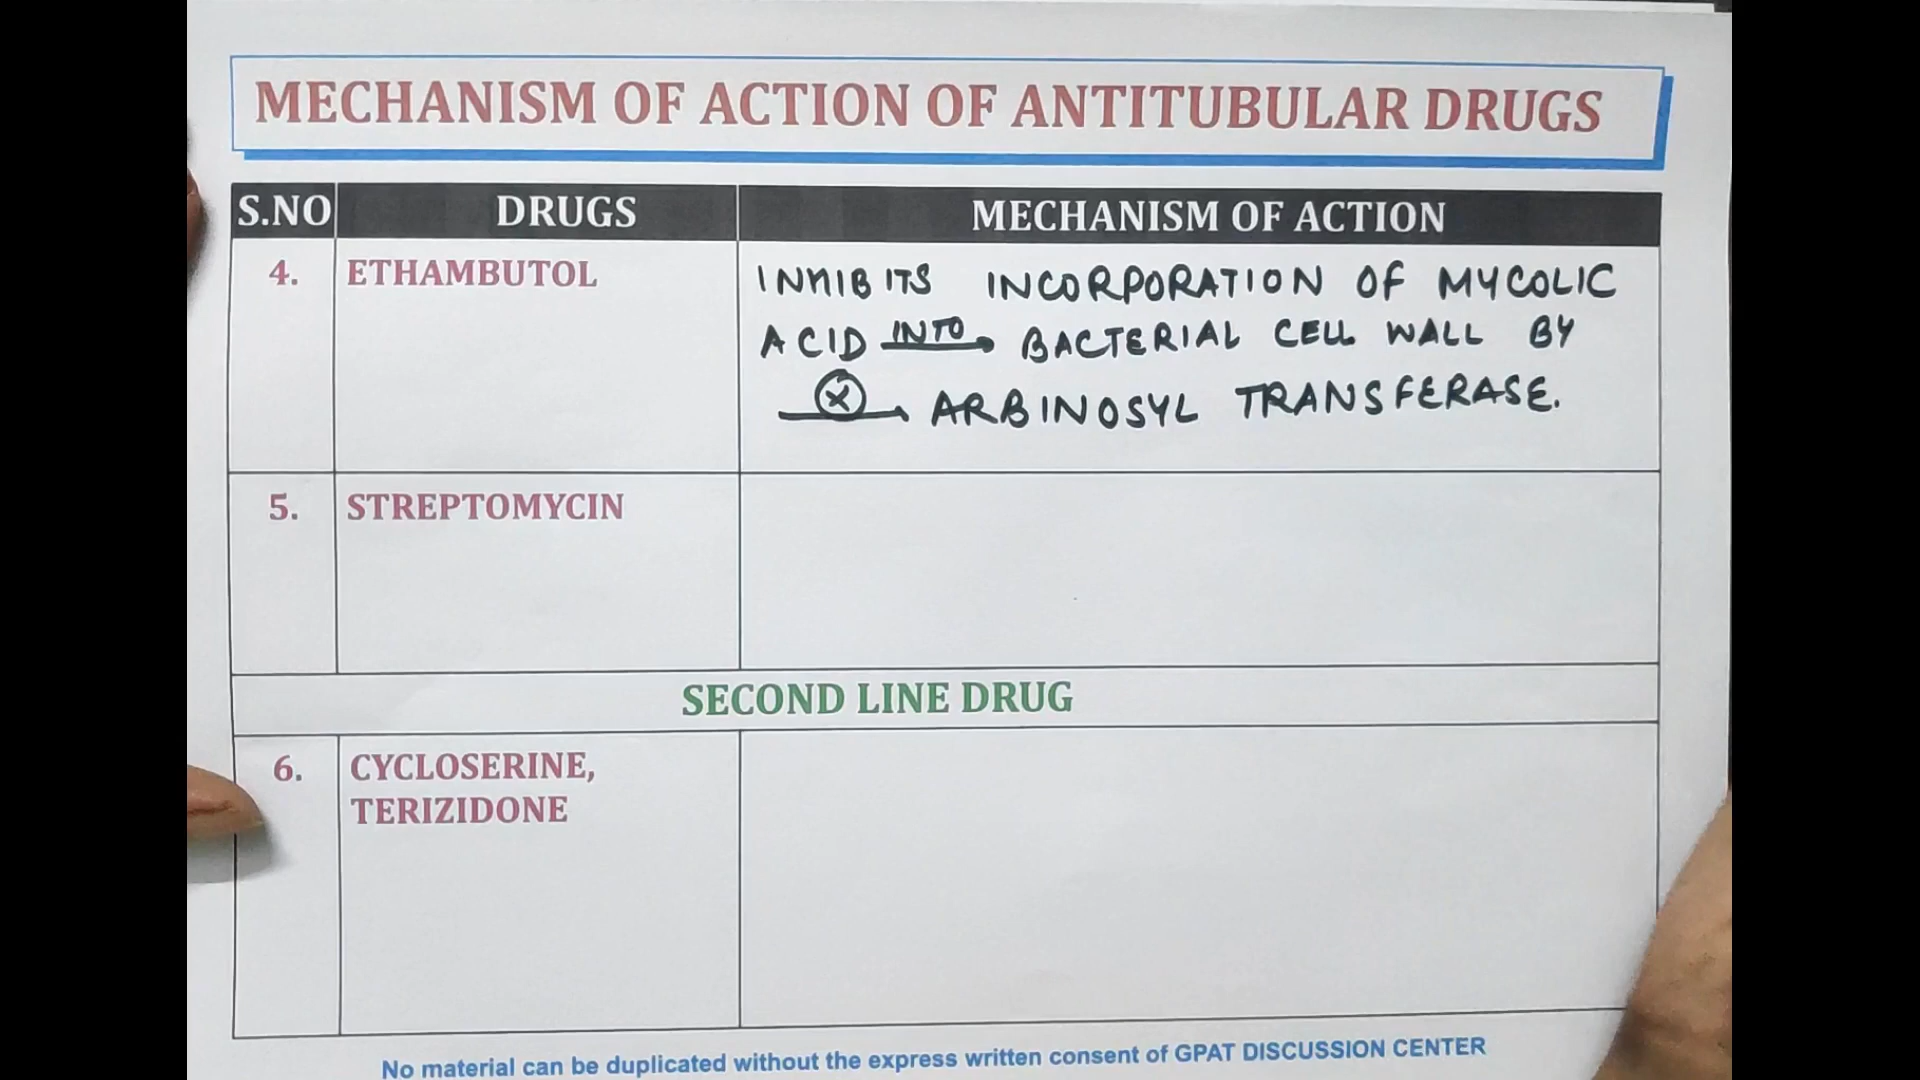 MECHANISM OF ACTION OF ANTITUBULAR DRUGS
S.NO DRUGS MECHANISM OF ACTION
4. ETHAMBUTOL INHIBITS INCORPORATION OF MYCOLIC
ACID INTO BACTERIAL CELL WALL BY
X ARBINOSYL TRANSFERASE.
5. STREPTOMYCIN
SECOND LINE DRUG
6. CYCLOSERINE,
TERIZIDONE
No material can be duplicated without the express written consent of GPAT DISCUSSION CENTER